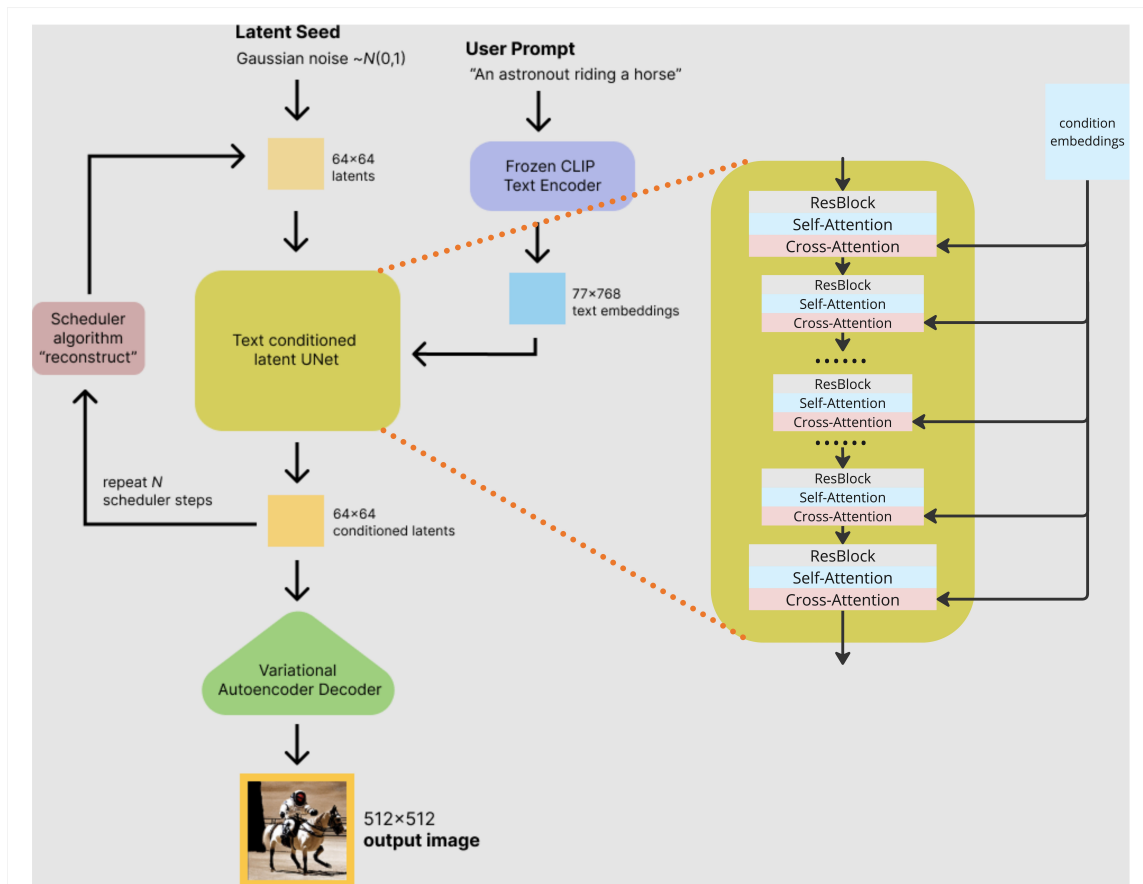 Latent Seed
Gaussian noise ~N(0,1)
User Prompt
“An astronout riding a horse”
64×64
latents
Frozen CLIP
Text Encoder
77×768
text embeddings
Scheduler
algorithm
“reconstruct”
Text conditioned
latent UNet
repeat N
scheduler steps
64×64
conditioned latents
Variational
Autoencoder Decoder
512×512
output image
condition
embeddings
ResBlock
Self-Attention
Cross-Attention
ResBlock
Self-Attention
Cross-Attention
......
ResBlock
Self-Attention
Cross-Attention
......
ResBlock
Self-Attention
Cross-Attention
ResBlock
Self-Attention
Cross-Attention